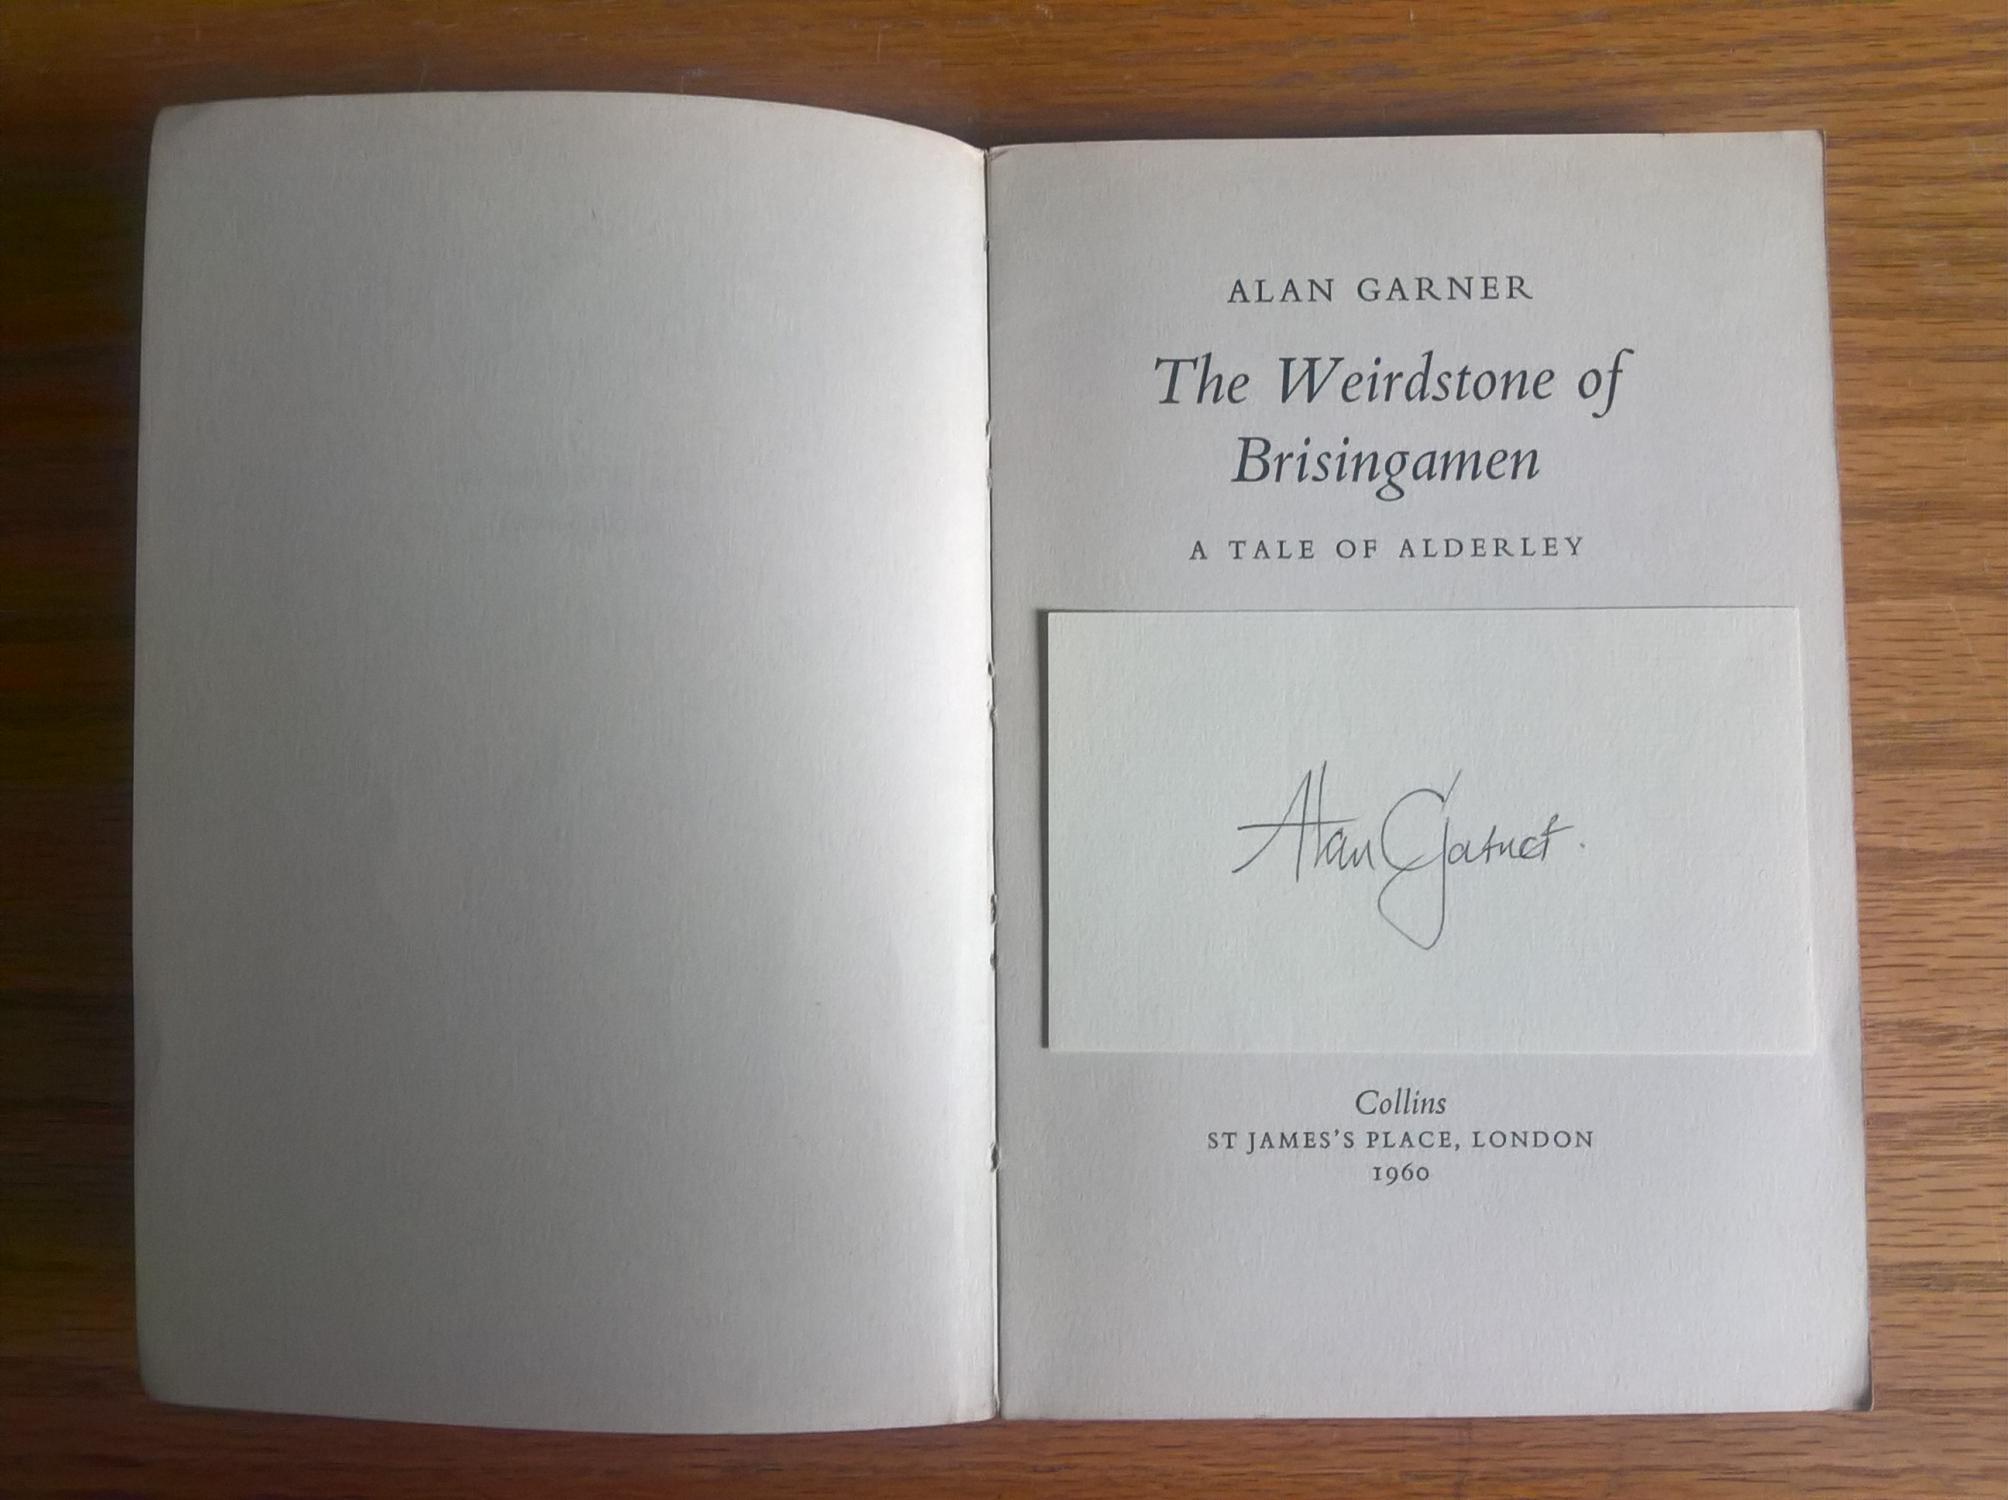 ALAN GARNER
The Weirdstone of
Brisingamen
A TALE OF ALDERLEY
Alan Garner.
Collins
ST JAMES'S PLACE, LONDON
1960